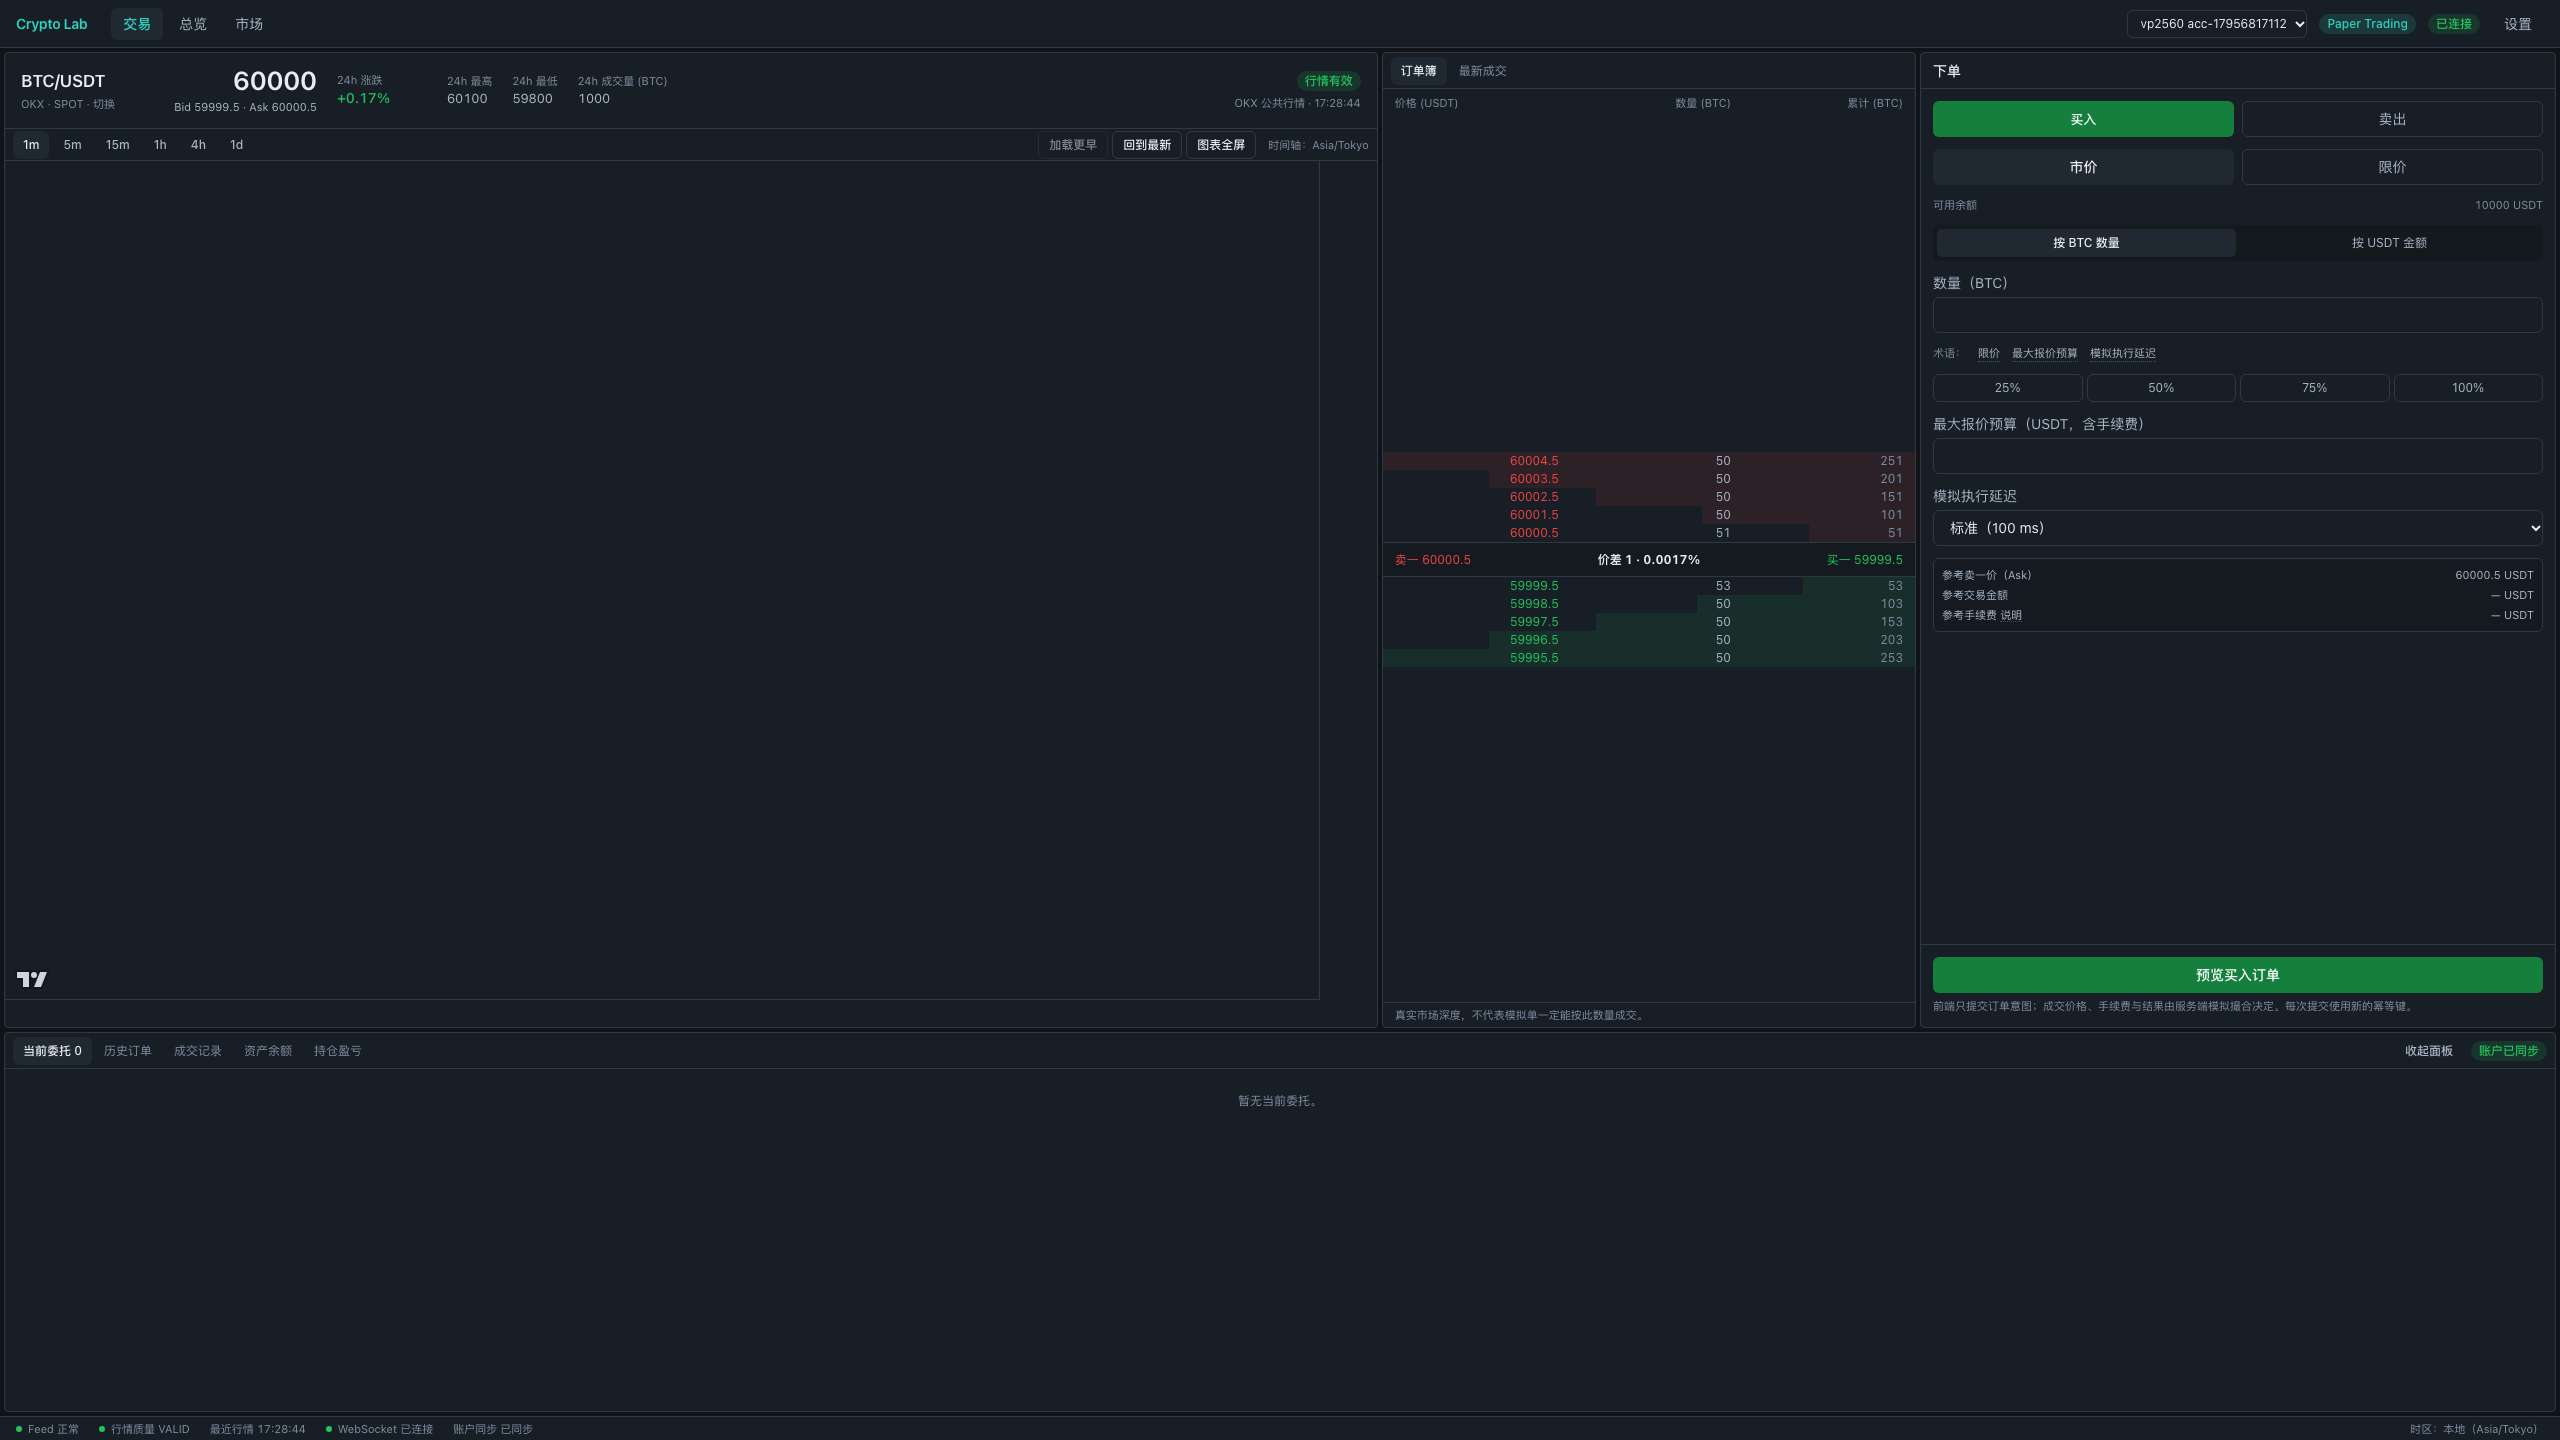 Crypto Lab 交易 总览 市场 vp2560 acc-17956817112 Paper Trading 已连接 设置
BTC/USDT
OKX · SPOT · 切换
60000
Bid 59999.5 · Ask 60000.5
24h 涨跌
+0.17%
24h 最高
60100
24h 最低
59800
24h 成交量 (BTC)
1000
行情有效
OKX 公共行情 · 17:28:44
1m 5m 15m 1h 4h 1d 加载更早 回到最新 图表全屏 时间轴：Asia/Tokyo
订单簿 最新成交
价格 (USDT) 数量 (BTC) 累计 (BTC)
60004.5 50 251
60003.5 50 201
60002.5 50 151
60001.5 50 101
60000.5 51 51
卖一 60000.5 价差 1 · 0.0017% 买一 59999.5
59999.5 53 53
59998.5 50 103
59997.5 50 153
59996.5 50 203
59995.5 50 253
真实市场深度，不代表模拟单一定能按此数量成交。
下单
买入 卖出
市价 限价
可用余额 10000 USDT
按 BTC 数量 按 USDT 金额
数量（BTC）
术语： 限价 最大报价预算 模拟执行延迟
25% 50% 75% 100%
最大报价预算（USDT，含手续费）
模拟执行延迟
标准（100 ms）
参考卖一价（Ask） 60000.5 USDT
参考交易金额 — USDT
参考手续费 说明 — USDT
预览买入订单
前端只提交订单意图；成交价格、手续费与结果由服务端模拟撮合决定。每次提交使用新的幂等键。
当前委托 0 历史订单 成交记录 资产余额 持仓盈亏 收起面板 账户已同步
暂无当前委托。
Feed 正常 行情质量 VALID 最近行情 17:28:44 WebSocket 已连接 账户同步 已同步 时区：本地（Asia/Tokyo）